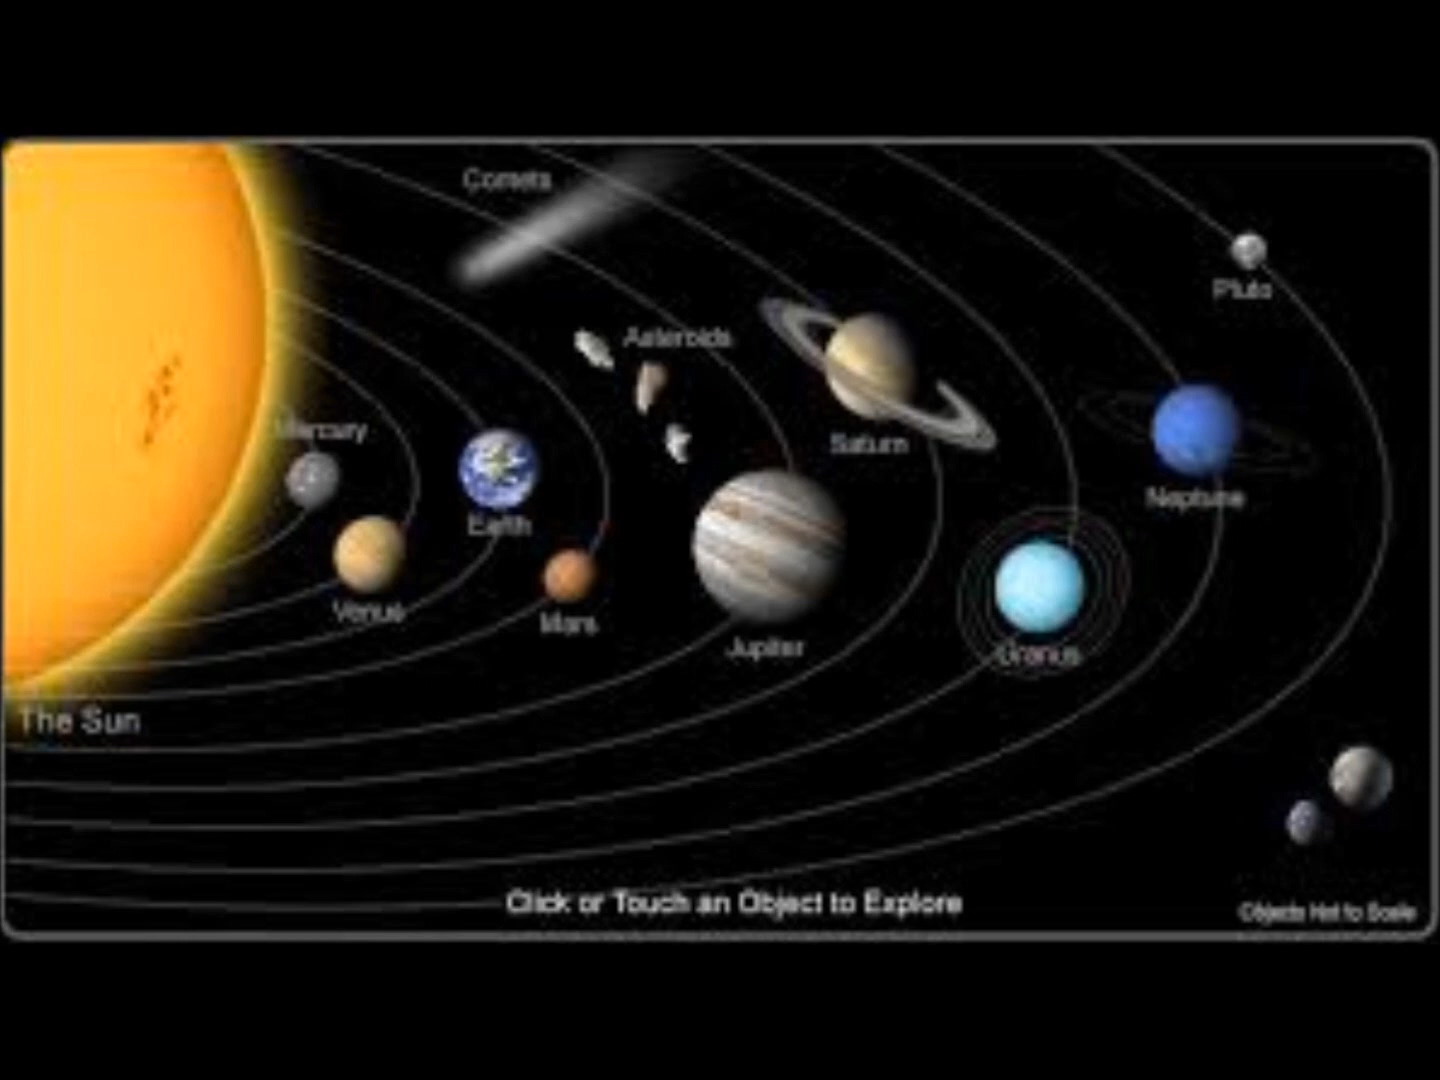 Comets
Pluto
Asteroids
Mercury
Saturn
Neptune
Earth
Venus
Mars
Jupiter
Uranus
The Sun
Click or Touch an Object to Explore
Objects Not to Scale